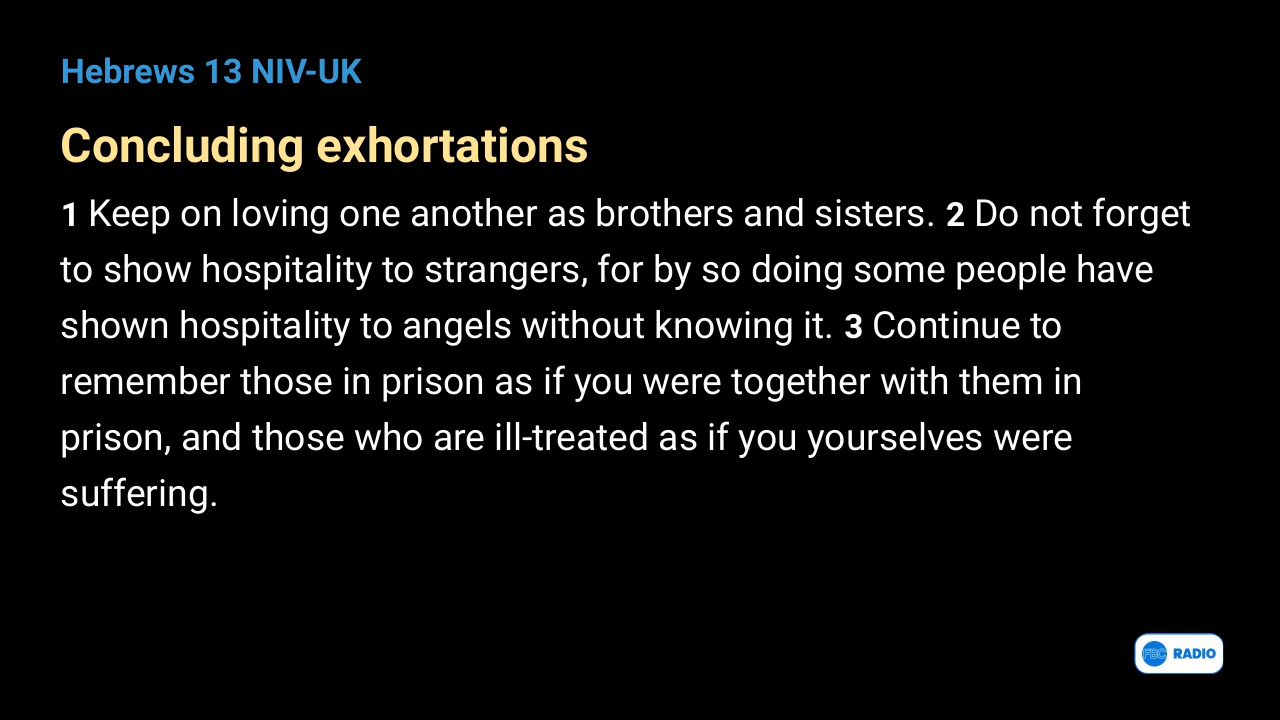 Hebrews 13 NIV-UK
Concluding exhortations
1 Keep on loving one another as brothers and sisters. 2 Do not forget
to show hospitality to strangers, for by so doing some people have
shown hospitality to angels without knowing it. 3 Continue to
remember those in prison as if you were together with them in
prison, and those who are ill-treated as if you yourselves were
suffering.
FBC RADIO